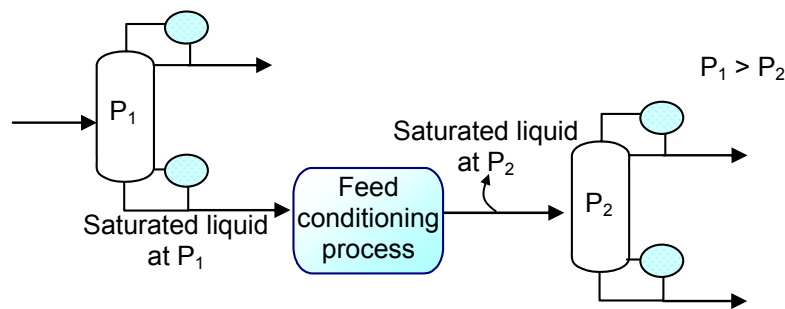 P₁ > P₂
P₁
Saturated liquid
at P₂
Feed
conditioning
process
P₂
Saturated liquid
at P₁